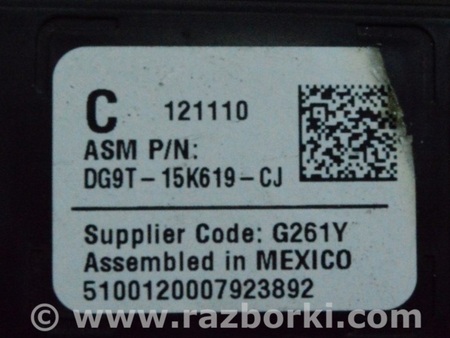 C 121110
ASM P/N:
DG9T-15K619-CJ
Supplier Code: G261Y
Assembled in MEXICO
5100120007923892
© www.razborki.com